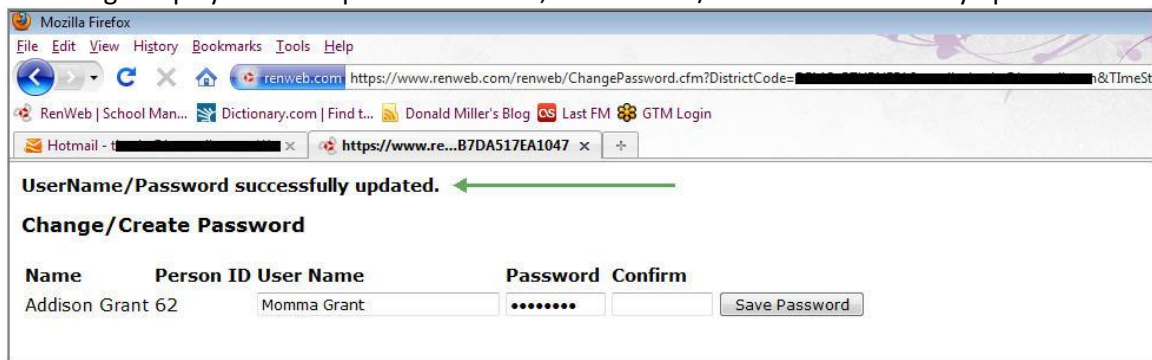 Mozilla Firefox
File Edit View History Bookmarks Tools Help
renweb.com https://www.renweb.com/renweb/ChangePassword.cfm?DistrictCode= n&TImeSt
RenWeb | School Man... Dictionary.com | Find t... Donald Miller's Blog Last FM GTM Login
Hotmail - t https://www.re...B7DA517EA1047
UserName/Password successfully updated.
Change/Create Password
Name Person ID User Name Password Confirm
Addison Grant 62 Momma Grant •••••••• Save Password